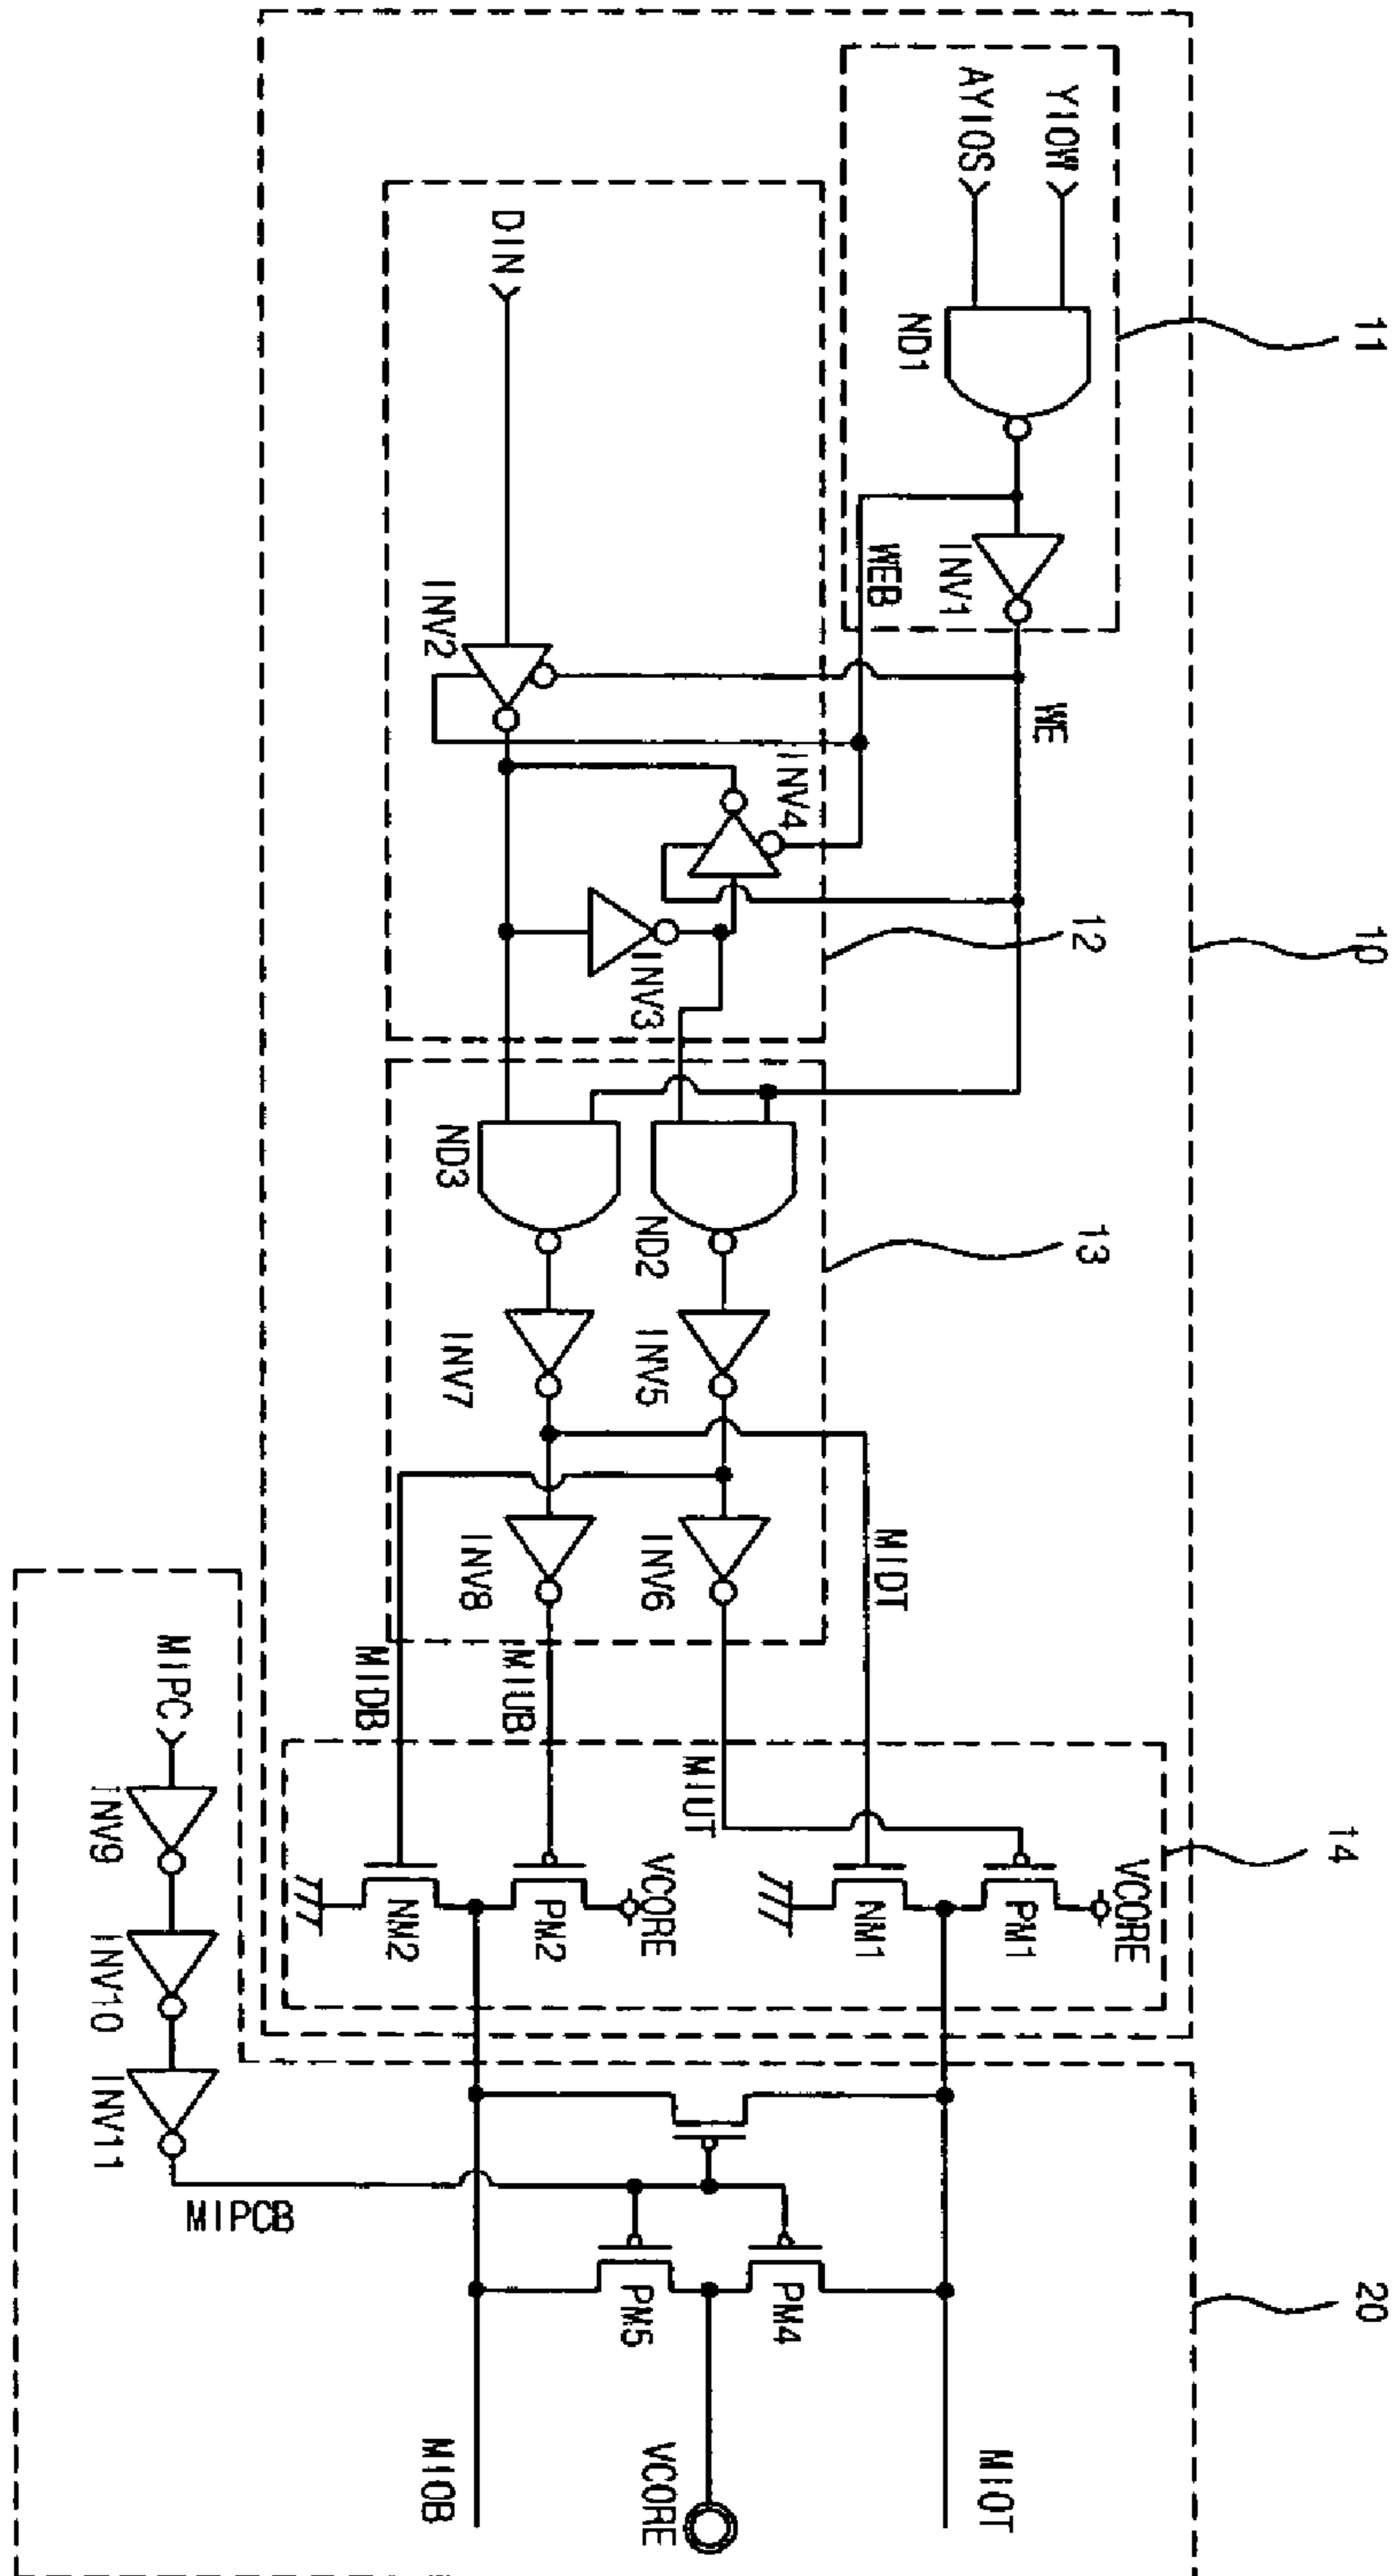 10
11
YIOW
AYIOS
ND1
INV1
WEB
WE
12
DIN
INV2
INV4
INV3
13
ND2
ND3
INV5
INV7
INV6
INV8
MIDT
MIUT
MIUB
MIDB
14
VCORE
PM1
NM1
VCORE
PM2
NM2
20
MIPC
INV9
INV10
INV11
MIPCB
PM4
PM5
MIOT
VCORE
MIOB